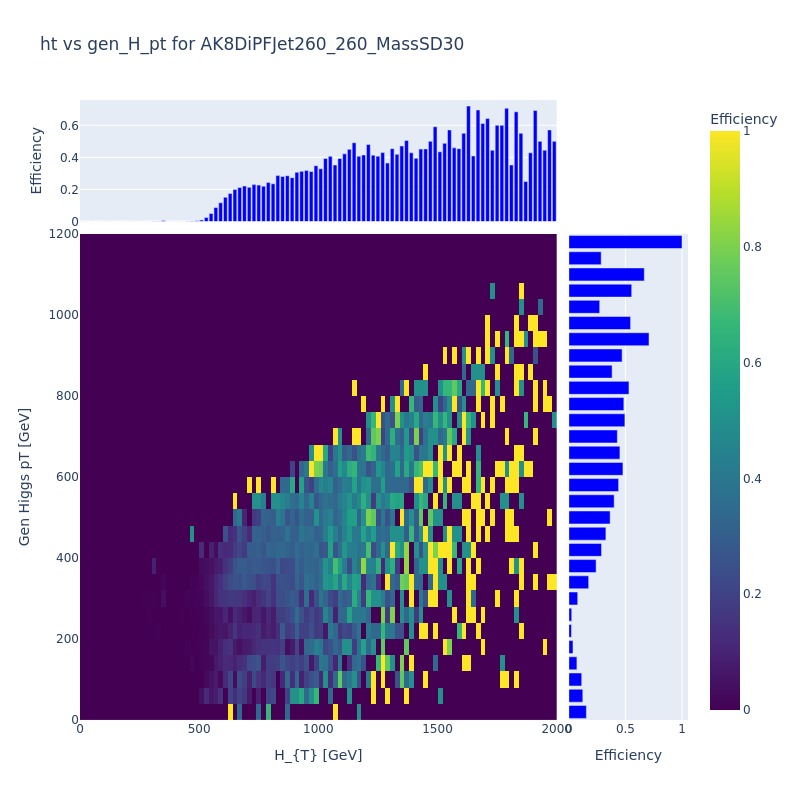 ht vs gen_H_pt for AK8DiPFJet260_260_MassSD30
Efficiency
0.6
0.4
0.2
0
Efficiency
1
0.8
0.6
0.4
0.2
0
Gen Higgs pT [GeV]
1200
1000
800
600
400
200
0
0 500 1000 1500 2000
H_{T} [GeV]
0 0.5 1
Efficiency